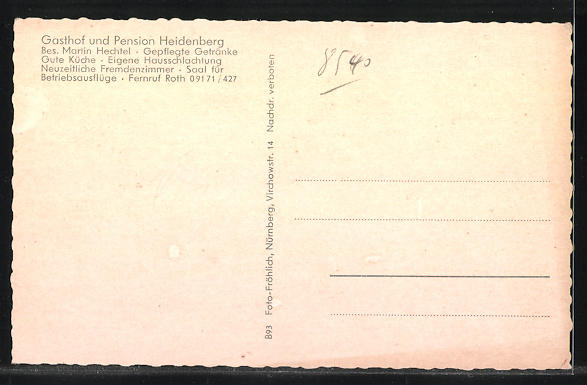 Gasthof und Pension Heidenberg
Bes. Martin Hechtel · Gepflegte Getränke
Gute Küche · Eigene Hausschlachtung
Neuzeitliche Fremdenzimmer · Saal für
Betriebsausflüge · Fernruf Roth 09171/427
B93 Foto-Fröhlich, Nürnberg, Virchowstr. 14 Nachdr. verboten
8540